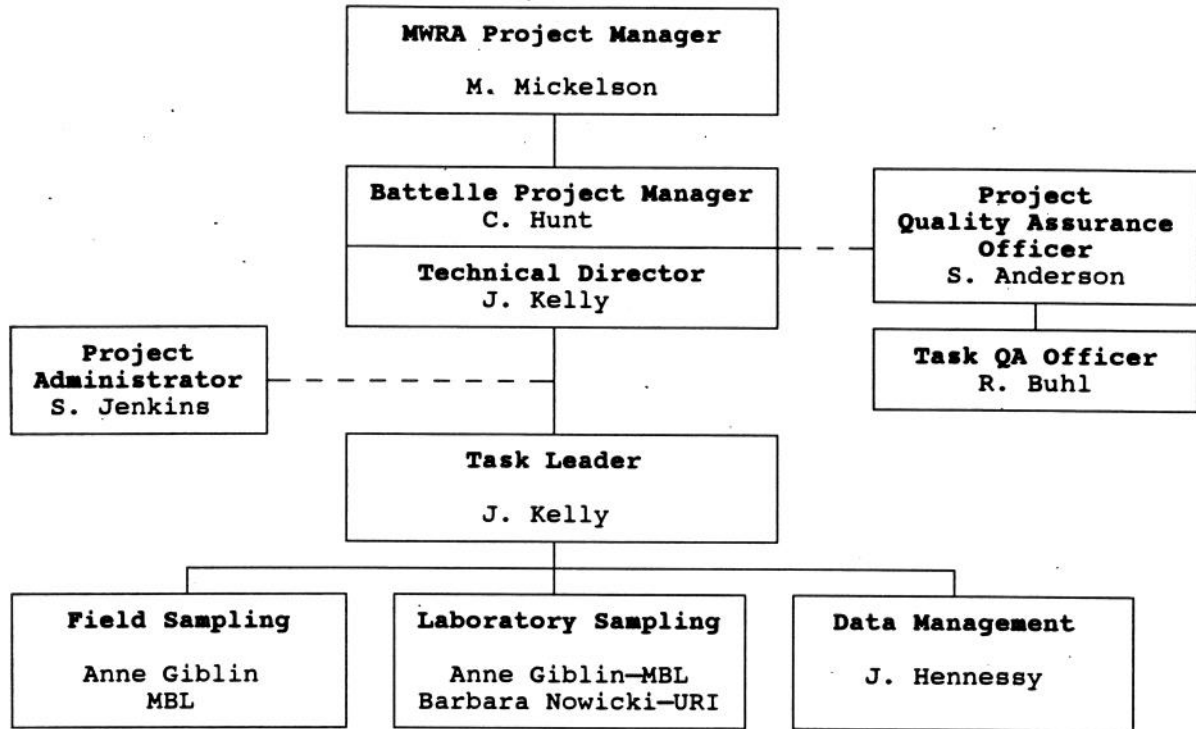 MWRA Project Manager
M. Mickelson
Battelle Project Manager
C. Hunt
Technical Director
J. Kelly
Project
Quality Assurance
Officer
S. Anderson
Task QA Officer
R. Buhl
Project
Administrator
S. Jenkins
Task Leader
J. Kelly
Field Sampling
Anne Giblin
MBL
Laboratory Sampling
Anne Giblin—MBL
Barbara Nowicki—URI
Data Management
J. Hennessy